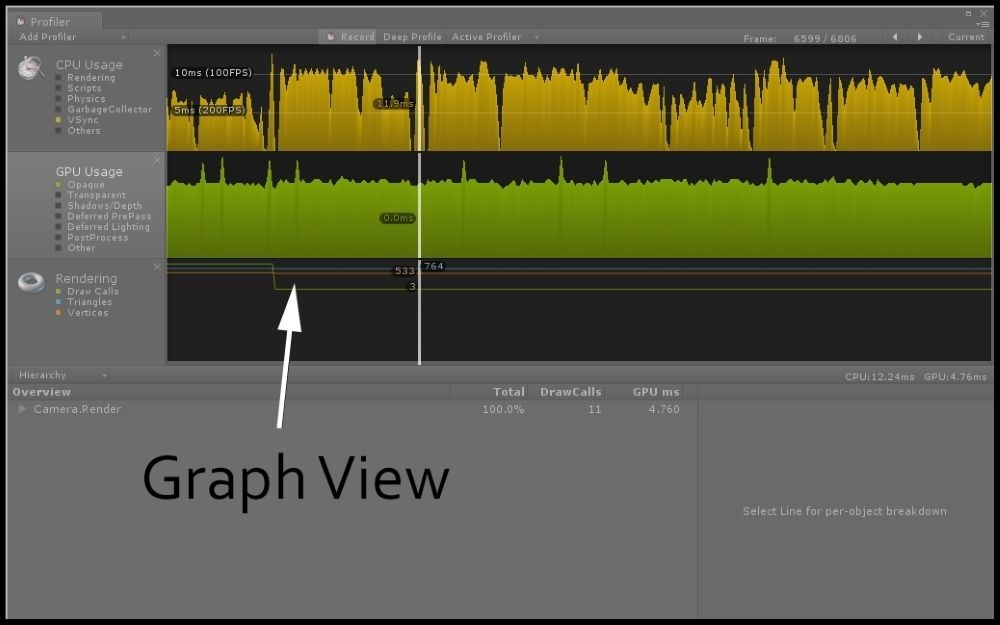 Profiler
Add Profiler Record Deep Profile Active Profiler Frame: 6599 / 6806 Current
CPU Usage
Rendering
Scripts
Physics
GarbageCollector
VSync
Others
10ms (100FPS)
11.9ms
5ms (200FPS)
GPU Usage
Opaque
Transparent
Shadows/Depth
Deferred PrePass
Deferred Lighting
PostProcess
Other
0.0ms
Rendering
Draw Calls
Triangles
Vertices
764
533
3
Hierarchy CPU:12.24ms GPU:4.76ms
Overview Total DrawCalls GPU ms
Camera.Render 100.0% 11 4.760
Graph View
Select Line for per-object breakdown